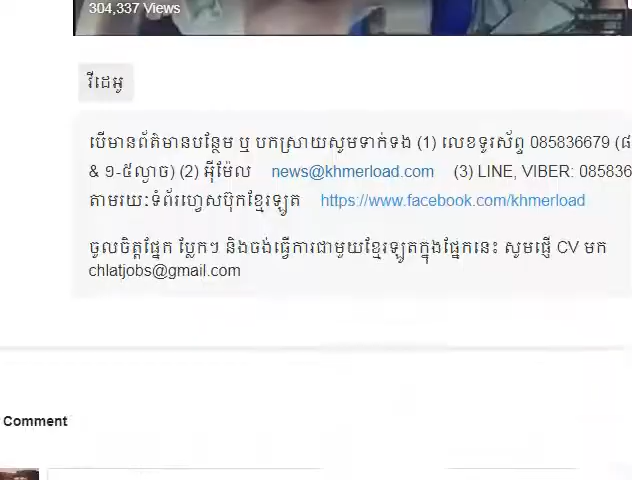 304,337 Views
វីដេអូ
បើមានព័ត៌មានបន្ថែម ឬ បកស្រាយសូមទាក់ទង (1) លេខទូរស័ព្ទ 085836679 (៨
& ១-៥ល្ងាច) (2) អ៊ីម៉ែល news@khmerload.com (3) LINE, VIBER: 085836
តាមរយៈទំព័រហ្វេសប៊ុកខ្មែរឡូត https://www.facebook.com/khmerload
ចូលចិត្តផ្នែក ប្លែកៗ និងចង់ធ្វើការជាមួយខ្មែរឡូតក្នុងផ្នែកនេះ សូមផ្ញើ CV មក
chlatjobs@gmail.com
Comment